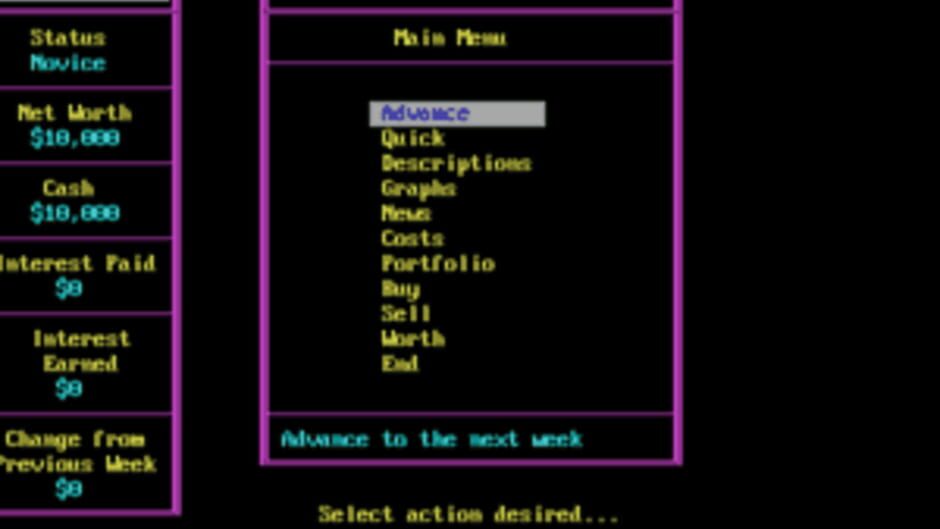 Status
Novice
Net Worth
$10,000
Cash
$10,000
Interest Paid
$0
Interest
Earned
$0
Change from
Previous Week
$0
Main Menu
Advance
Quick
Descriptions
Graphs
News
Costs
Portfolio
Buy
Sell
Worth
End
Advance to the next week
Select action desired...